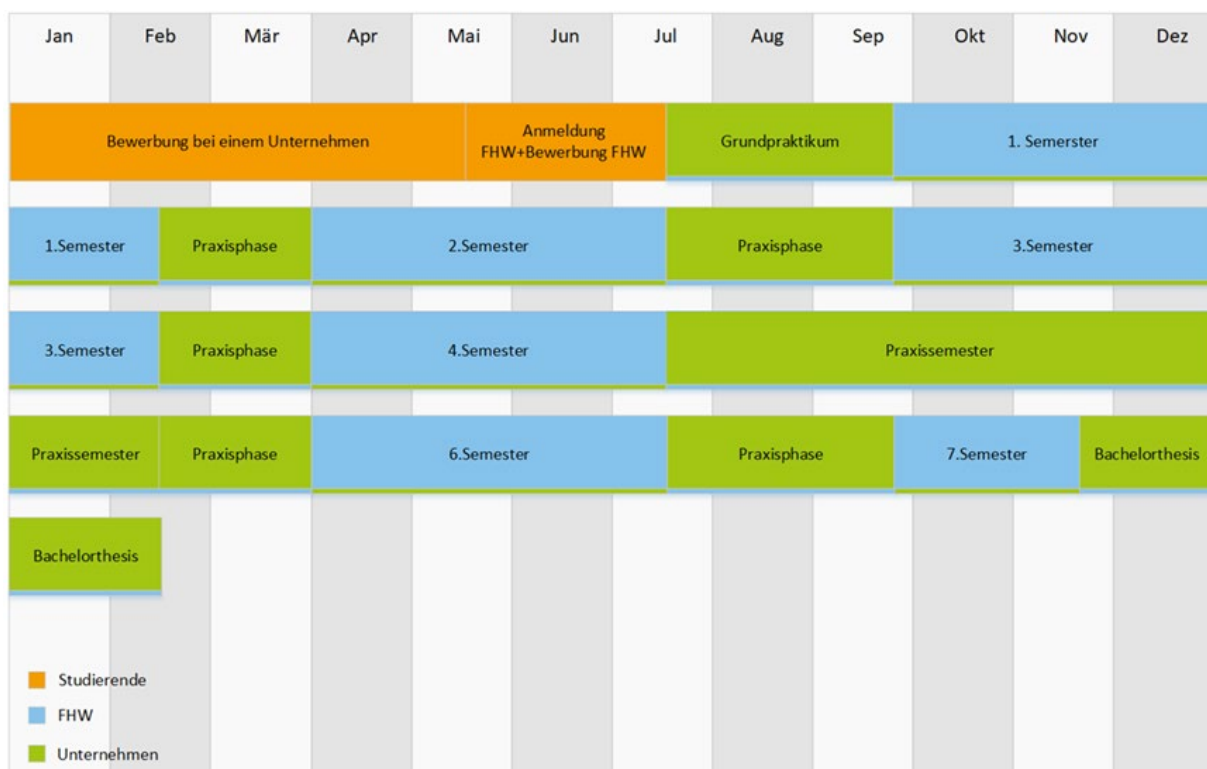 Jan Feb Mär Apr Mai Jun Jul Aug Sep Okt Nov Dez
Bewerbung bei einem Unternehmen
Anmeldung
FHW+Bewerbung FHW
Grundpraktikum
1. Semerster
1.Semester
Praxisphase
2.Semester
Praxisphase
3.Semester
3.Semester
Praxisphase
4.Semester
Praxissemester
Praxissemester
Praxisphase
6.Semester
Praxisphase
7.Semester
Bachelorthesis
Bachelorthesis
Studierende
FHW
Unternehmen